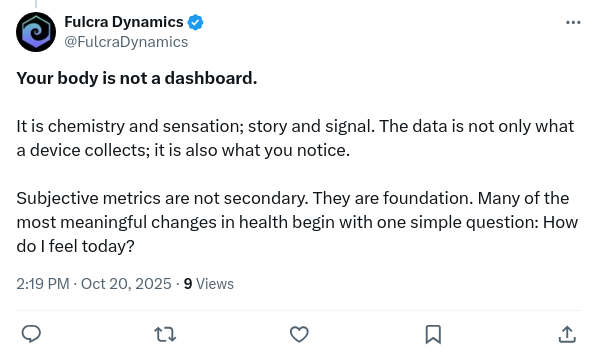 Fulcra Dynamics
@FulcraDynamics
Your body is not a dashboard.
It is chemistry and sensation; story and signal. The data is not only what
a device collects; it is also what you notice.
Subjective metrics are not secondary. They are foundation. Many of the
most meaningful changes in health begin with one simple question: How
do I feel today?
2:19 PM · Oct 20, 2025 · 9 Views